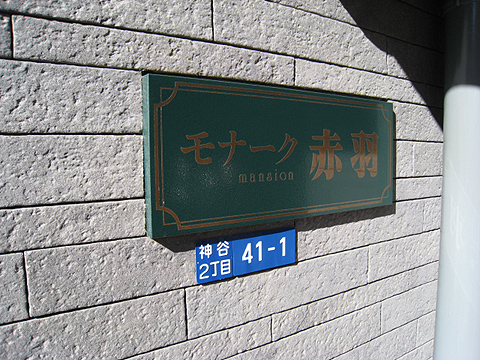 モナーク 赤羽
mansion
神谷
2丁目
41-1